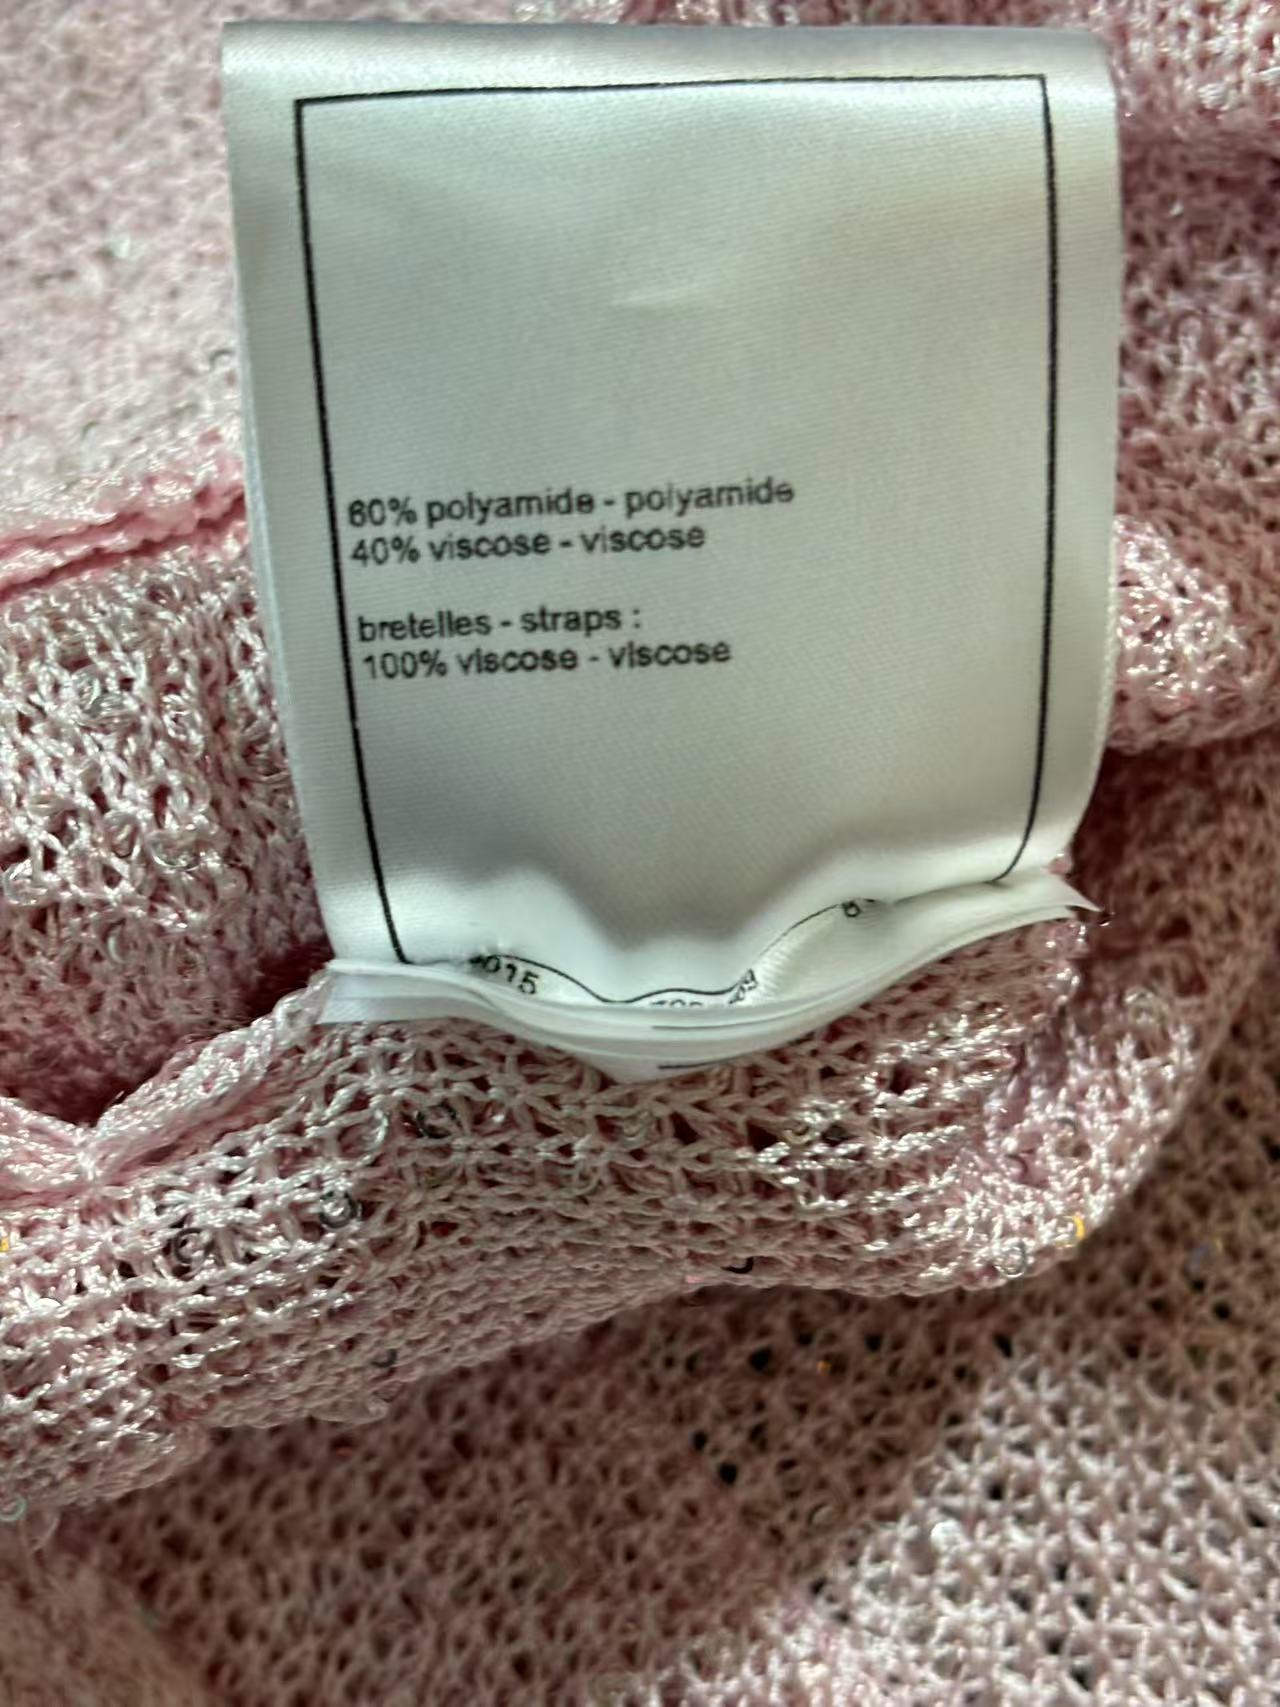 60% polyamide - polyamide
40% viscose - viscose
bretelles - straps :
100% viscose - viscose